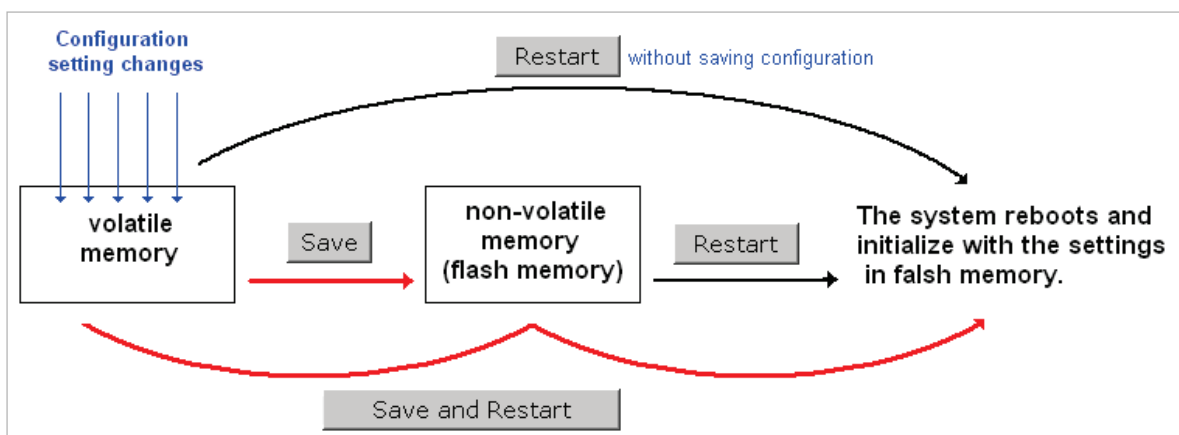 Configuration
setting changes
Restart
without saving configuration
volatile
memory
Save
non-volatile
memory
(flash memory)
Restart
The system reboots and
initialize with the settings
in falsh memory.
Save and Restart